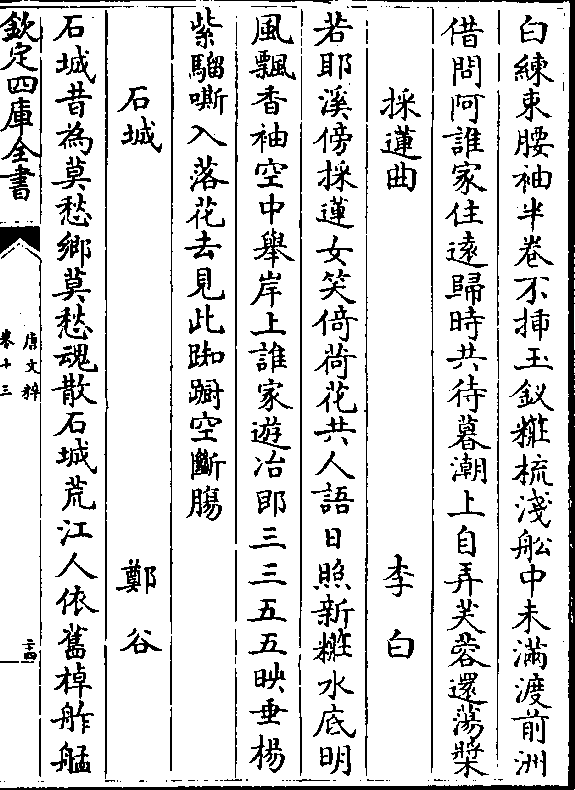 白練束腰袖半卷不揷玉釵糚梳淺船中未滿渡前洲
借問阿誰家住遠歸時共待暮潮上自弄芙蓉還蕩槳
採蓮曲 李白
若耶溪傍採蓮女笑倚荷花共人語日照新糚水底明
風飄香袖空中舉岸上誰家遊冶郎三三五五映垂楊
紫騮嘶入落花去見此踟蹰空斷腸
石城 鄭谷
石城昔為莫愁鄉莫愁魂散石城荒江人依舊棹舴艋
欽定四庫全書
唐文粹
卷十三
二十四